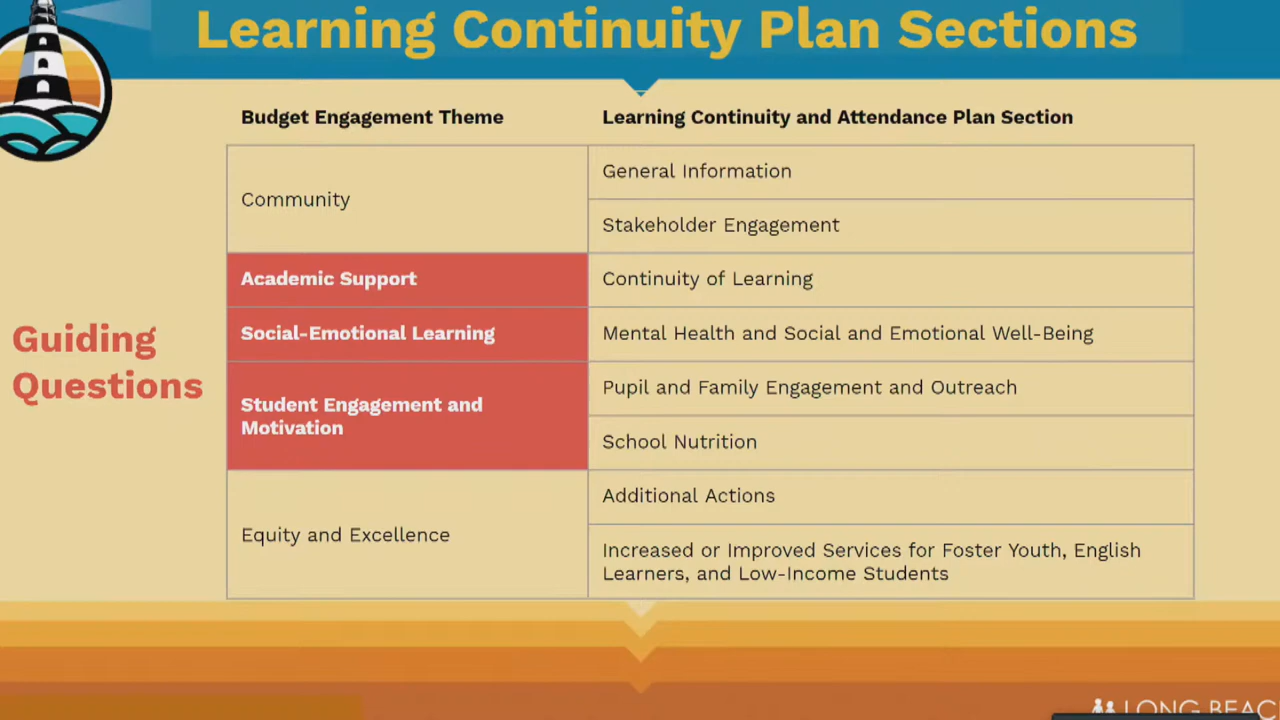 Learning Continuity Plan Sections
Budget Engagement Theme
Learning Continuity and Attendance Plan Section
Community
General Information
Stakeholder Engagement
Guiding
Questions
Academic Support
Continuity of Learning
Social-Emotional Learning
Mental Health and Social and Emotional Well-Being
Student Engagement and
Motivation
Pupil and Family Engagement and Outreach
School Nutrition
Equity and Excellence
Additional Actions
Increased or Improved Services for Foster Youth, English
Learners, and Low-Income Students
LONG BEAC